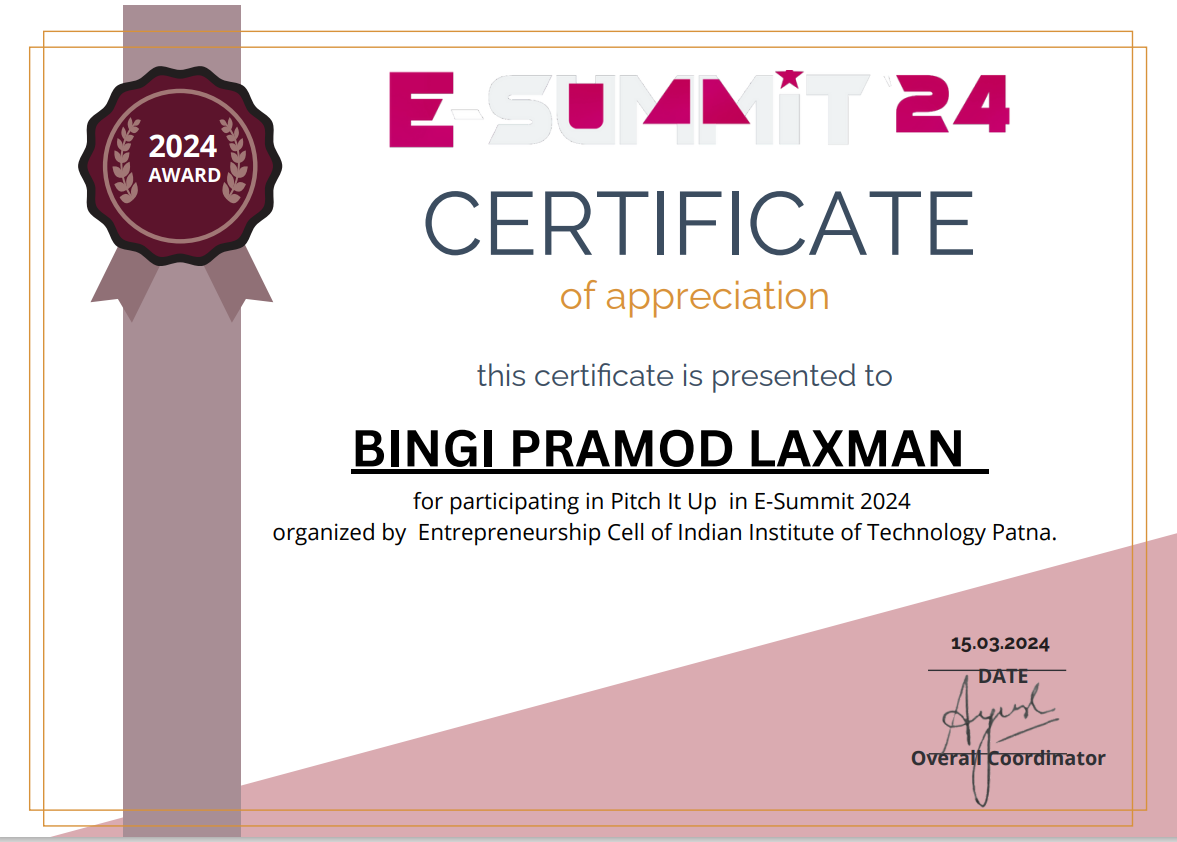 E-SUMMiT '24
2024
AWARD
CERTIFICATE
of appreciation
this certificate is presented to
BINGI PRAMOD LAXMAN
for participating in Pitch It Up in E-Summit 2024
organized by Entrepreneurship Cell of Indian Institute of Technology Patna.
15.03.2024
DATE
Ayush
Overall Coordinator